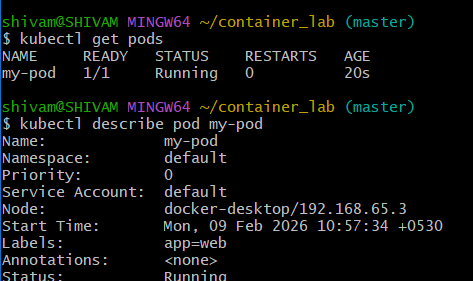 shivam@SHIVAM MINGW64 ~/container_lab (master)
$ kubectl get pods
NAME     READY   STATUS    RESTARTS   AGE
my-pod   1/1     Running   0          20s
shivam@SHIVAM MINGW64 ~/container_lab (master)
$ kubectl describe pod my-pod
Name:             my-pod
Namespace:        default
Priority:         0
Service Account:  default
Node:             docker-desktop/192.168.65.3
Start Time:       Mon, 09 Feb 2026 10:57:34 +0530
Labels:           app=web
Annotations:      <none>
Status:           Running